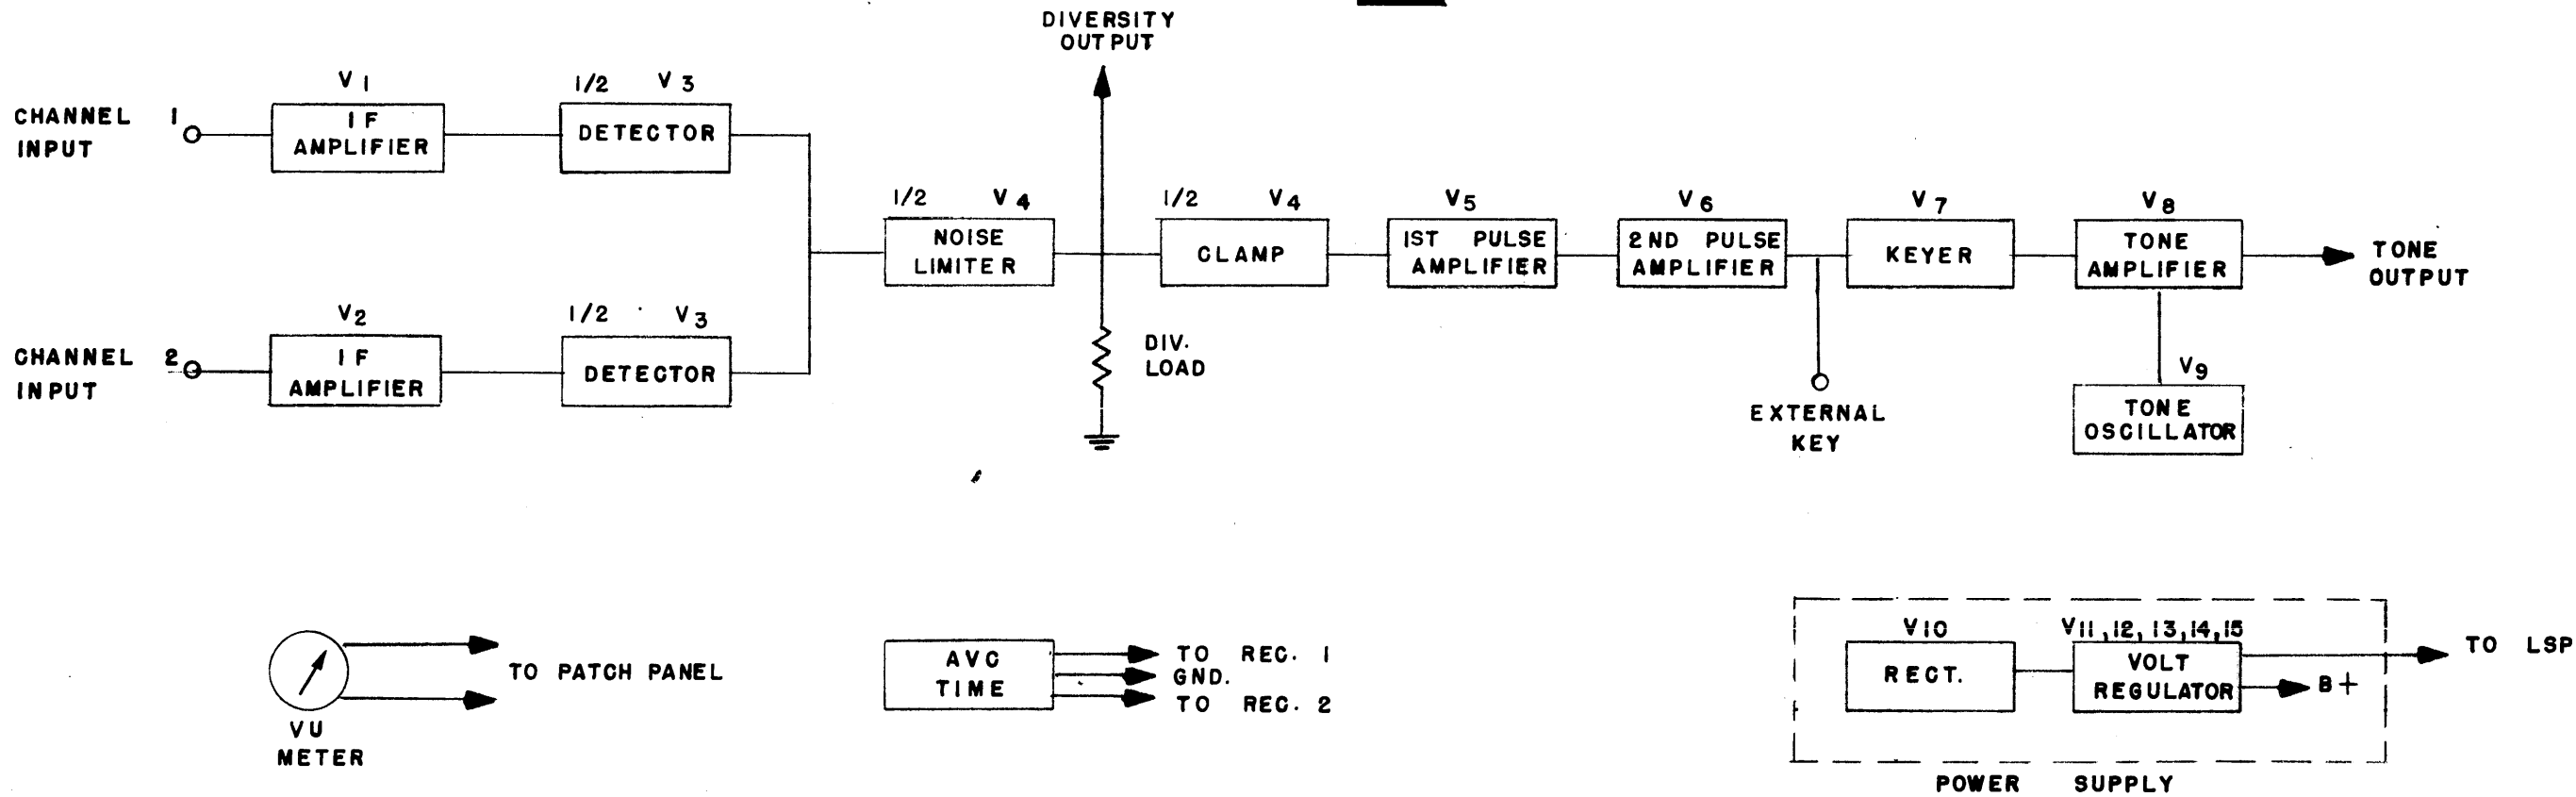 DIVERSITY
OUTPUT
V1
1/2 V3
CHANNEL 1
INPUT
IF
AMPLIFIER
DETECTOR
1/2 V4
1/2 V4
V5
V6
V7
V8
NOISE
LIMITER
CLAMP
1ST PULSE
AMPLIFIER
2ND PULSE
AMPLIFIER
KEYER
TONE
AMPLIFIER
TONE
OUTPUT
V2
1/2 V3
CHANNEL 2
INPUT
IF
AMPLIFIER
DETECTOR
DIV.
LOAD
EXTERNAL
KEY
V9
TONE
OSCILLATOR
TO PATCH PANEL
VU
METER
AVC
TIME
TO REC. 1
GND.
TO REC. 2
V10
RECT.
V11,12,13,14,15
VOLT
REGULATOR
TO LSP
B+
POWER SUPPLY